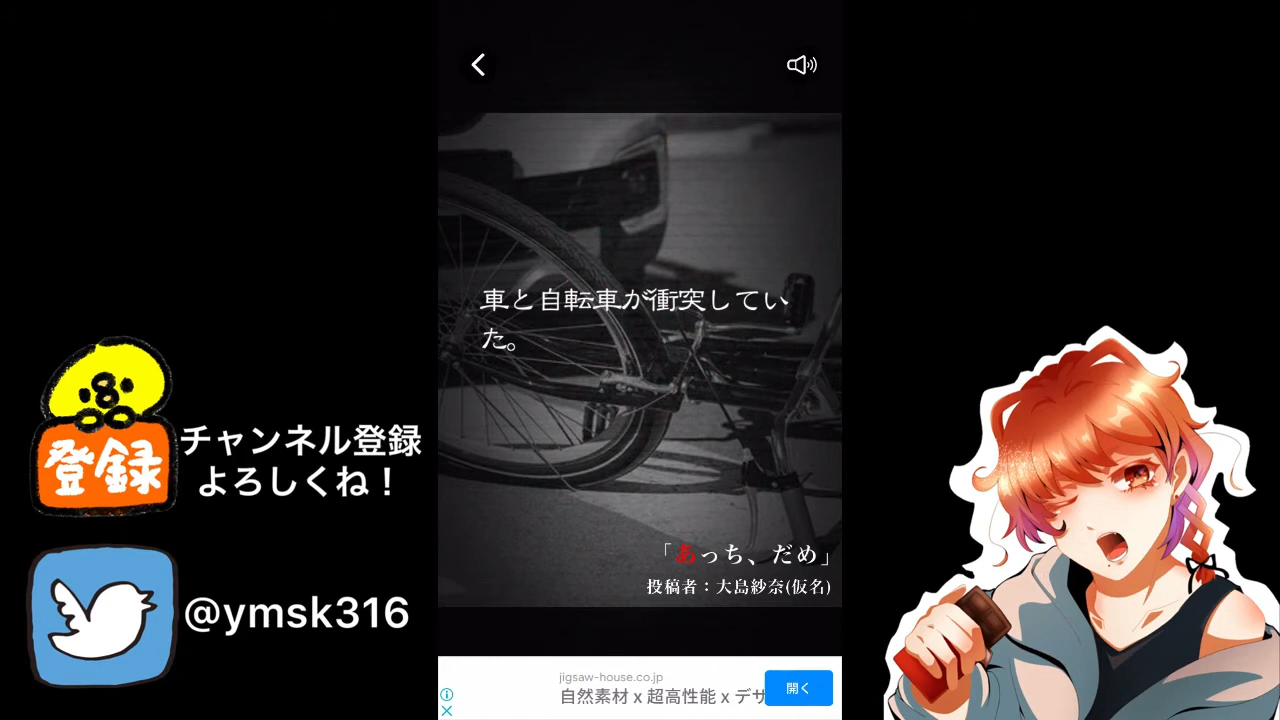 車と自転車が衝突してい
た。
「あっち、だめ」
投稿者：大島紗奈(仮名)
登録
チャンネル登録
よろしくね！
@ymsk316
jigsaw-house.co.jp
自然素材 x 超高性能 x デザ
開く